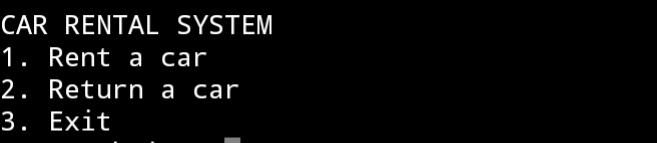 CAR RENTAL SYSTEM
1. Rent a car
2. Return a car
3. Exit